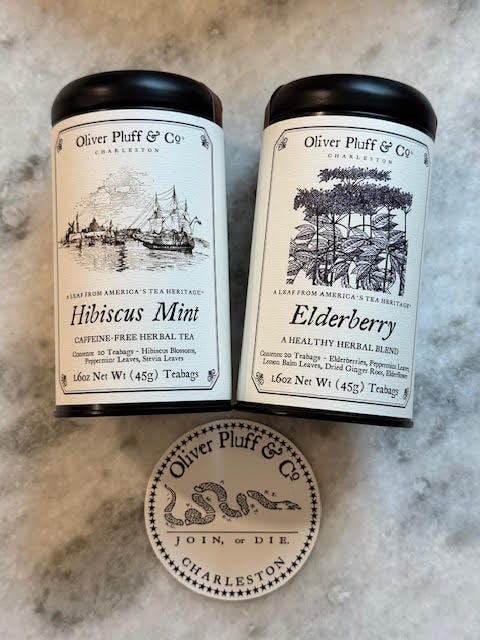 Oliver Pluff & Co.
CHARLESTON
A LEAF FROM AMERICA'S TEA HERITAGE
Hibiscus Mint
CAFFEINE-FREE HERBAL TEA
Contents: 20 Teabags - Hibiscus Blossoms,
Peppermint Leaves, Stevia Leaves
1.6oz Net Wt (45g) Teabags
Oliver Pluff & Co.
CHARLESTON
A LEAF FROM AMERICA'S TEA HERITAGE
Elderberry
A HEALTHY HERBAL BLEND
Contents: 20 Teabags - Elderberries, Peppermint Leaves,
Lemon Balm Leaves, Dried Ginger Root, Elderflower
1.6oz Net Wt (45g) Teabags
Oliver Pluff & Co.
JOIN, or DIE.
CHARLESTON